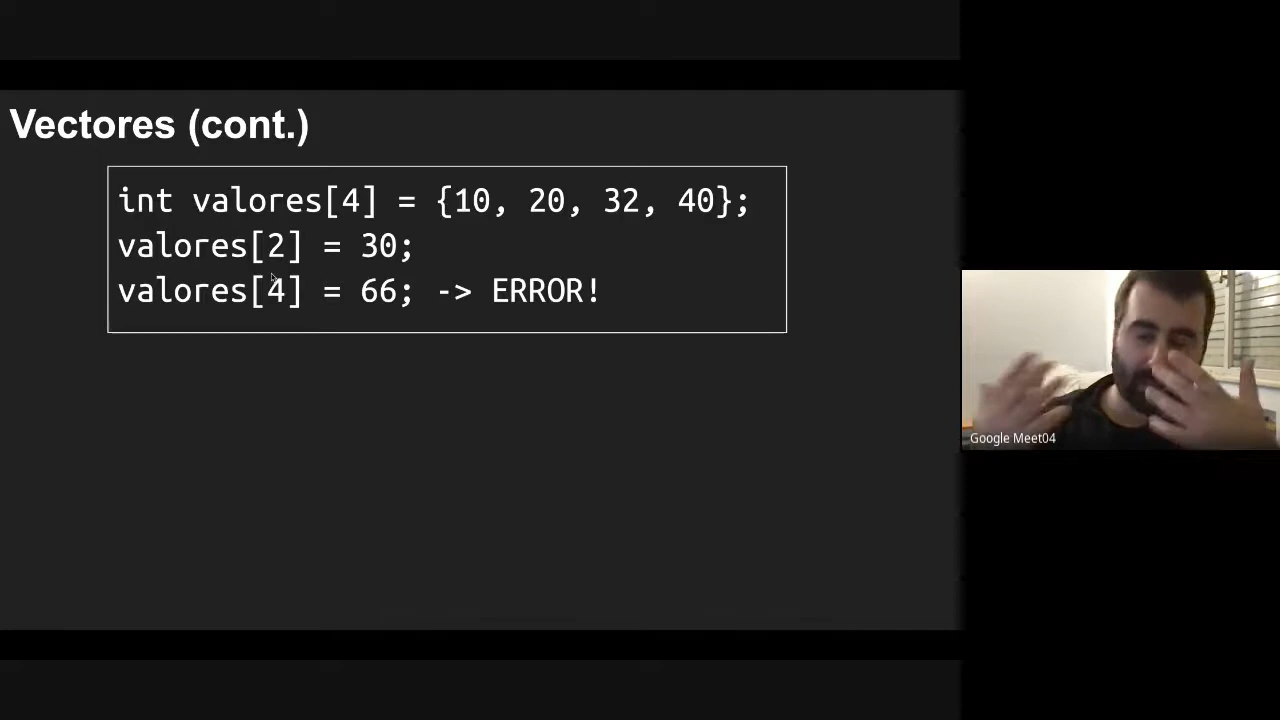 Vectores (cont.)
int valores[4] = {10, 20, 32, 40};
valores[2] = 30;
valores[4] = 66; -> ERROR!
Google Meet04